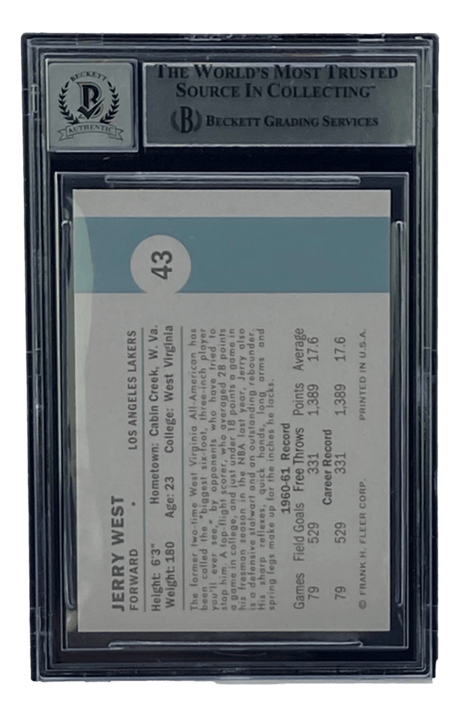 BECKETT
B
AUTHENTIC
THE WORLD'S MOST TRUSTED
SOURCE IN COLLECTING™
B BECKETT GRADING SERVICES
43
JERRY WEST
FORWARD LOS ANGELES LAKERS
Height: 6'3" Hometown: Cabin Creek, W. Va.
Weight: 180 Age: 23 College: West Virginia
The former two-time West Virginia All-American has
been called the "biggest six-foot, three-inch player
you'll ever see," by opponents who have tried to
stop him. A top-flight scorer, who averaged 28 points
a game in college, and just under 18 points a game in
his fresman season in the NBA last year, Jerry also
is a defensive stalwart and an outstanding rebounder.
His sharp reflexes, quick hands, long arms and
spring legs make up for the inches he lacks.
1960-61 Record
Games Field Goals Free Throws Points Average
79 529 331 1,389 17.6
Career Record
79 529 331 1,389 17.6
© FRANK H. FLEER CORP. PRINTED IN U.S.A.